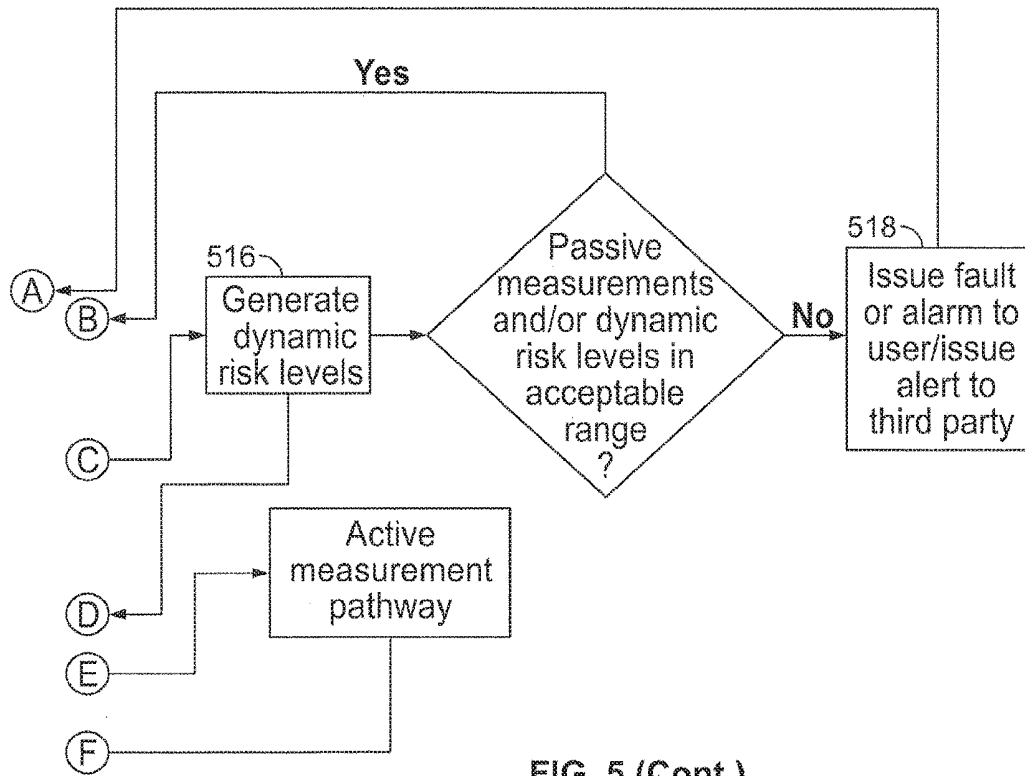 Yes
A
B
516
Generate
dynamic
risk levels
Passive
measurements
and/or dynamic
risk levels in
acceptable
range
?
No
518
Issue fault
or alarm to
user/issue
alert to
third party
C
Active
measurement
pathway
D
E
F
FIG. 5 (Cont.)